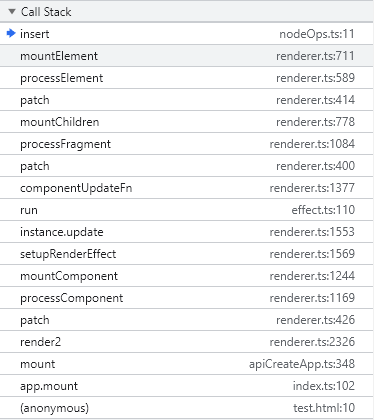 Call Stack
insert nodeOps.ts:11
mountElement renderer.ts:711
processElement renderer.ts:589
patch renderer.ts:414
mountChildren renderer.ts:778
processFragment renderer.ts:1084
patch renderer.ts:400
componentUpdateFn renderer.ts:1377
run effect.ts:110
instance.update renderer.ts:1553
setupRenderEffect renderer.ts:1569
mountComponent renderer.ts:1244
processComponent renderer.ts:1169
patch renderer.ts:426
render2 renderer.ts:2326
mount apiCreateApp.ts:348
app.mount index.ts:102
(anonymous) test.html:10